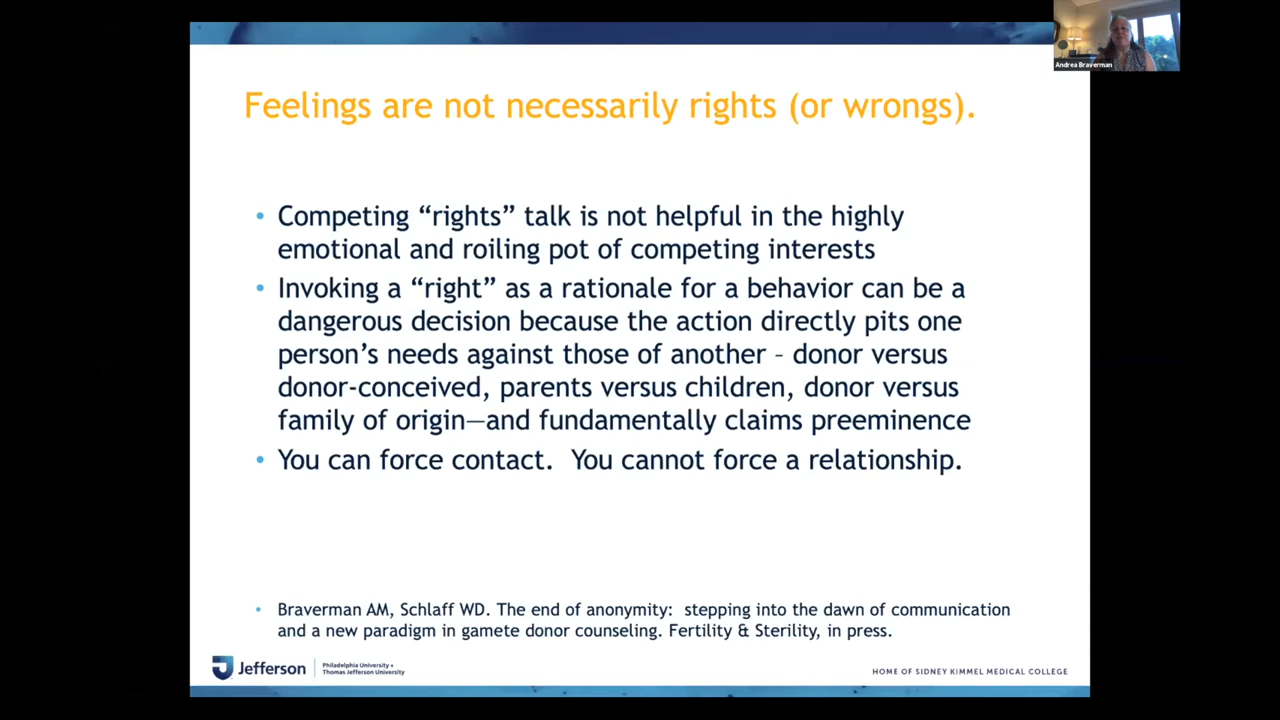 Andrea Braverman
Feelings are not necessarily rights (or wrongs).
• Competing “rights” talk is not helpful in the highly
emotional and roiling pot of competing interests
• Invoking a “right” as a rationale for a behavior can be a
dangerous decision because the action directly pits one
person’s needs against those of another – donor versus
donor-conceived, parents versus children, donor versus
family of origin—and fundamentally claims preeminence
• You can force contact.  You cannot force a relationship.
• Braverman AM, Schlaff WD. The end of anonymity:  stepping into the dawn of communication
and a new paradigm in gamete donor counseling. Fertility & Sterility, in press.
Jefferson
Philadelphia University +
Thomas Jefferson University
HOME OF SIDNEY KIMMEL MEDICAL COLLEGE